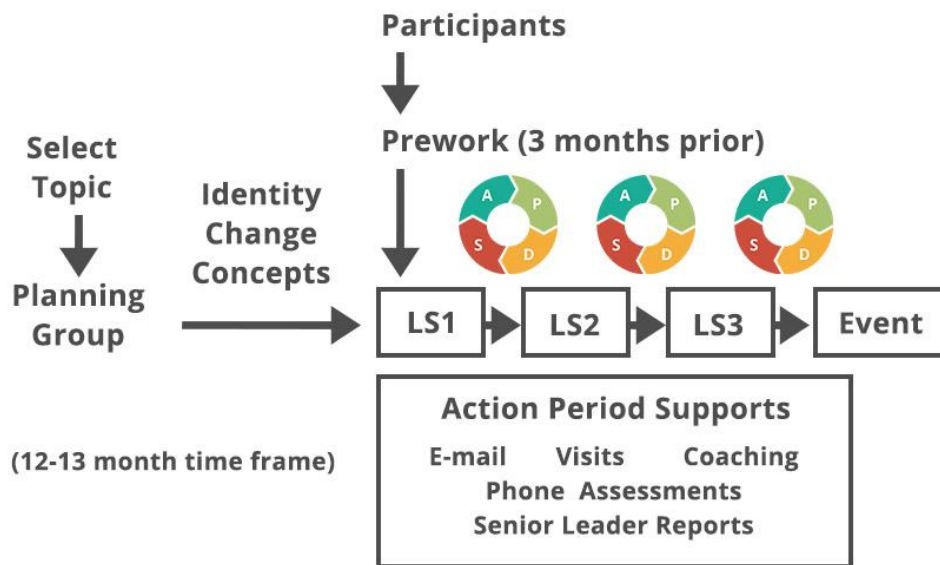 Participants
Prework (3 months prior)
Select
Topic
Identity
Change
Concepts
Planning
Group
A P S D
A P S D
A P S D
LS1
LS2
LS3
Event
Action Period Supports
E-mail Visits Coaching
Phone Assessments
Senior Leader Reports
(12-13 month time frame)